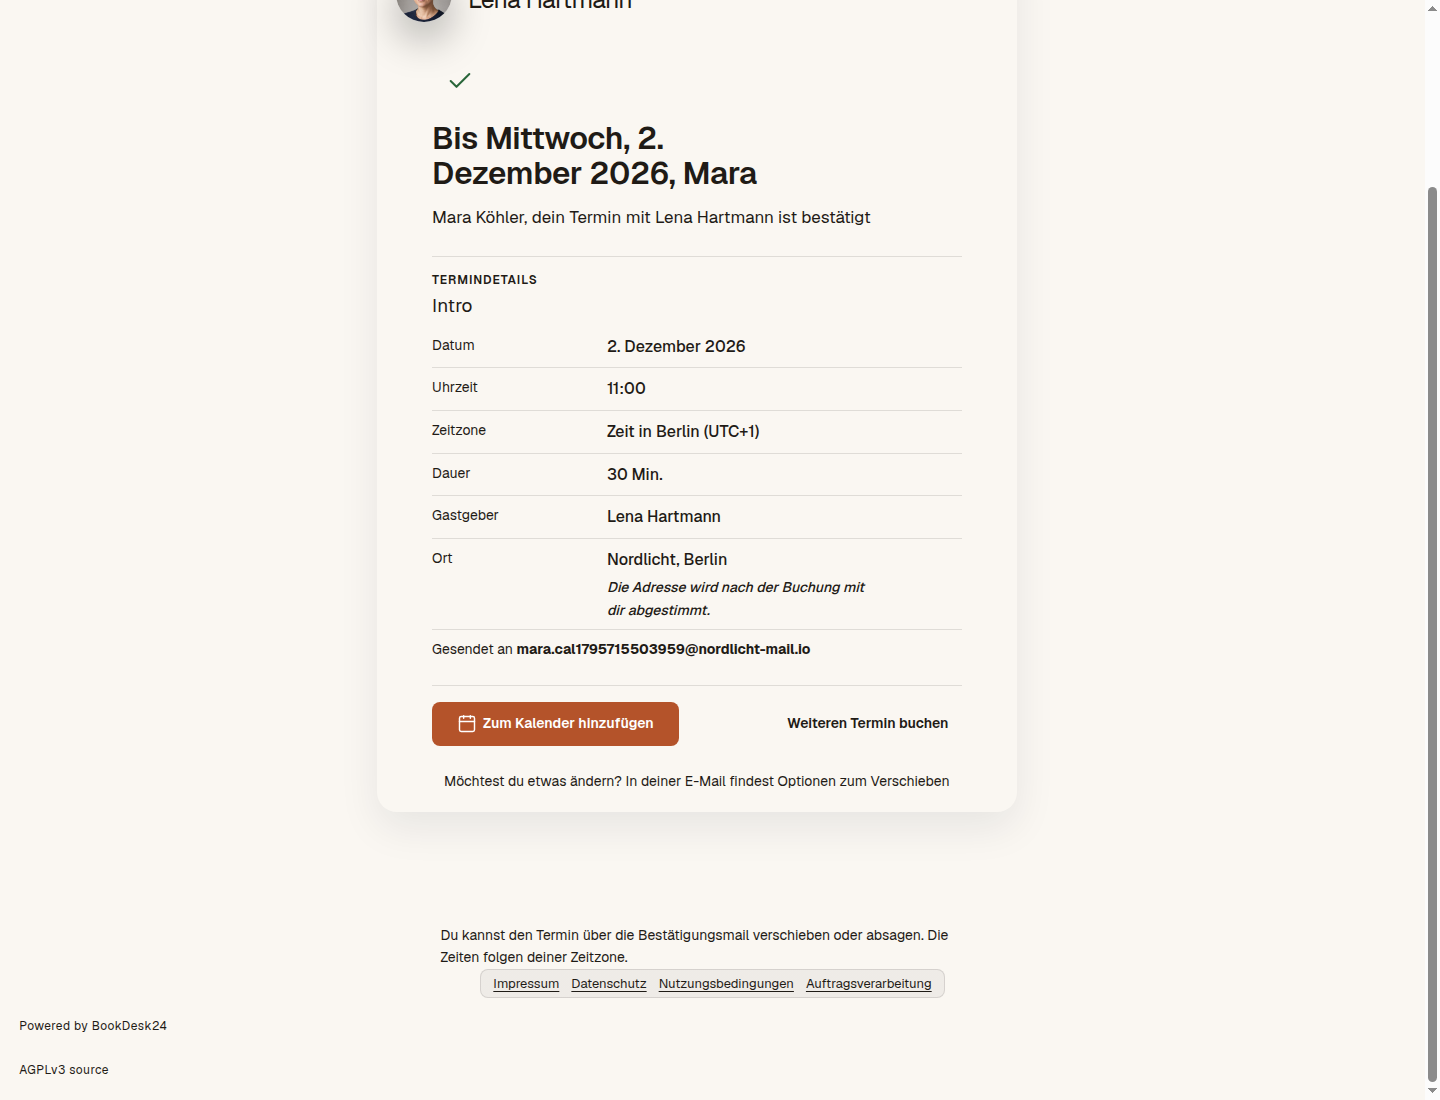 Lena Hartmann
Bis Mittwoch, 2.
Dezember 2026, Mara
Mara Köhler, dein Termin mit Lena Hartmann ist bestätigt
TERMINDETAILS
Intro
Datum 2. Dezember 2026
Uhrzeit 11:00
Zeitzone Zeit in Berlin (UTC+1)
Dauer 30 Min.
Gastgeber Lena Hartmann
Ort Nordlicht, Berlin
Die Adresse wird nach der Buchung mit
dir abgestimmt.
Gesendet an mara.cal1795715503959@nordlicht-mail.io
Zum Kalender hinzufügen Weiteren Termin buchen
Möchtest du etwas ändern? In deiner E-Mail findest Optionen zum Verschieben
Du kannst den Termin über die Bestätigungsmail verschieben oder absagen. Die
Zeiten folgen deiner Zeitzone.
Impressum Datenschutz Nutzungsbedingungen Auftragsverarbeitung
Powered by BookDesk24
AGPLv3 source